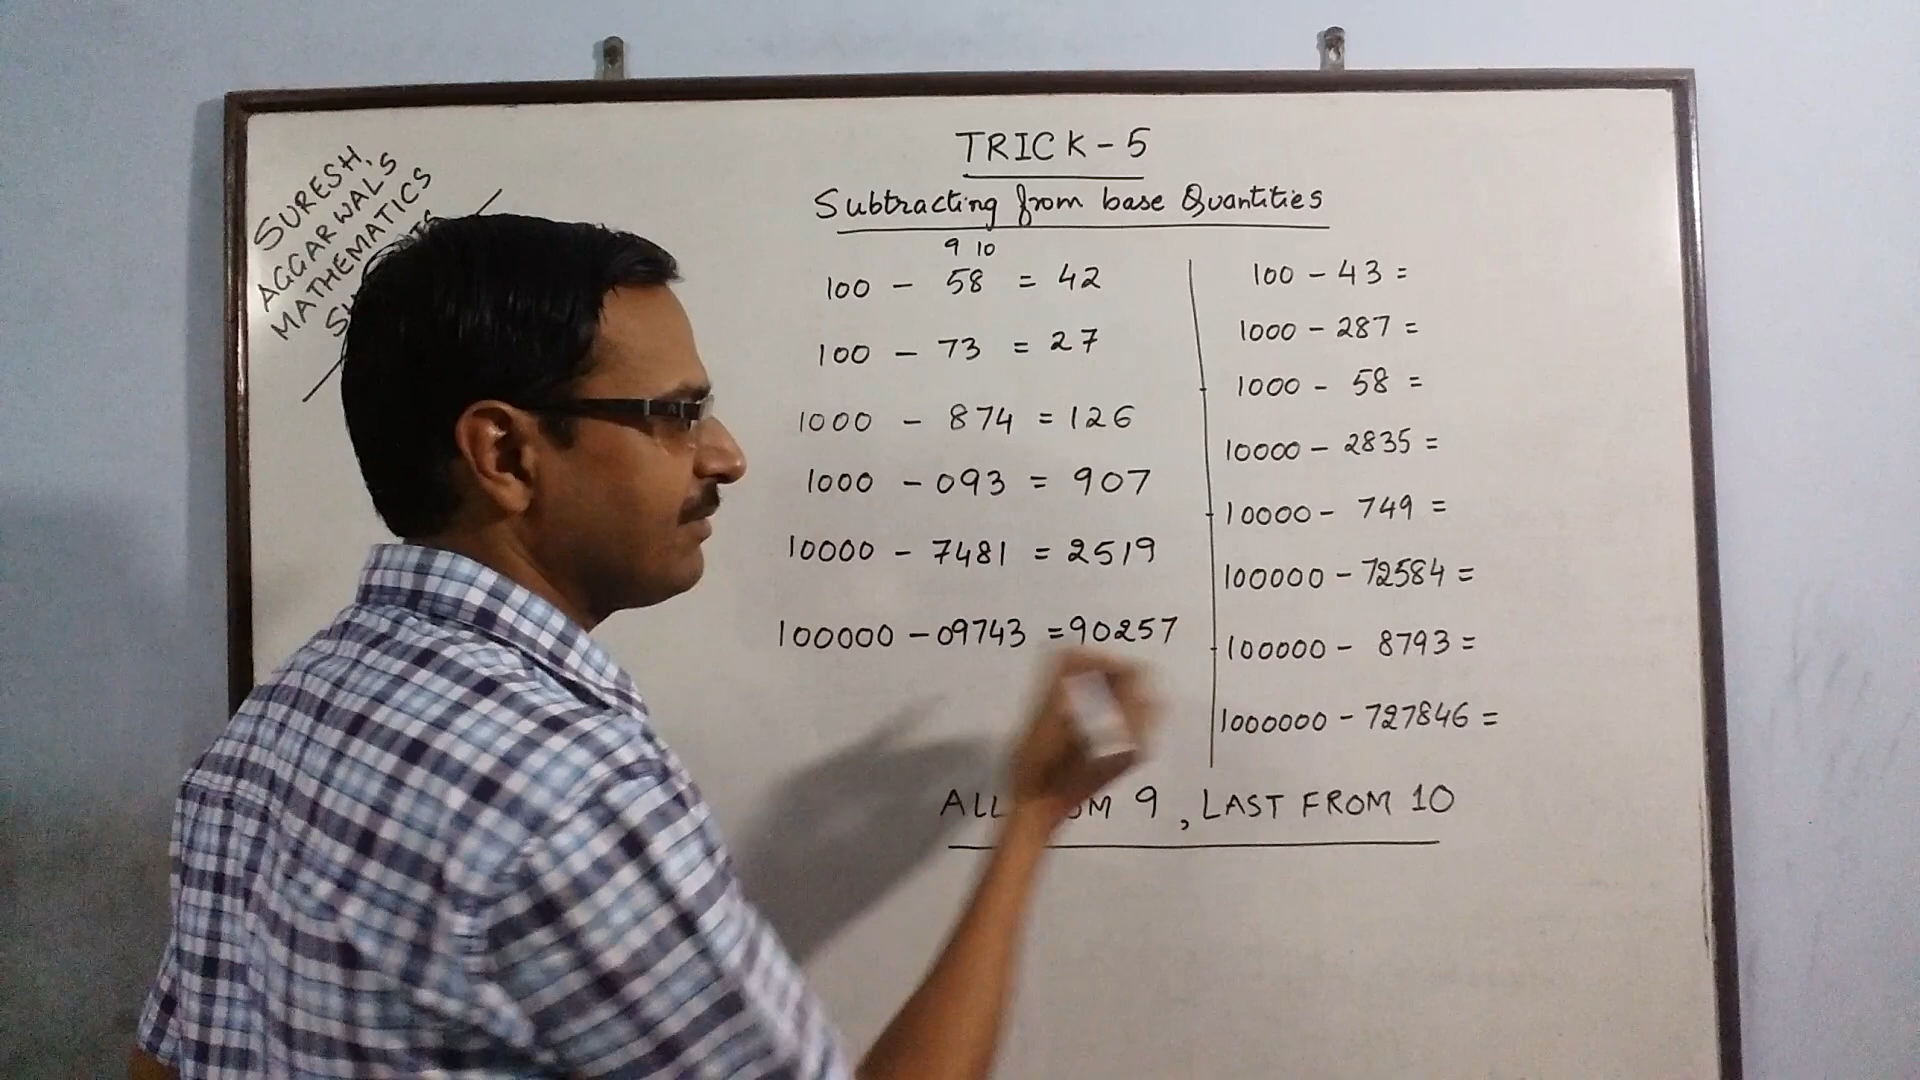 SURESH
AGGARWAL'S
MATHEMATICS
TRICK - 5
Subtracting from base Quantities
9 10
100 - 58 = 42
100 - 73 = 27
1000 - 874 = 126
1000 - 093 = 907
10000 - 7481 = 2519
100000 - 09743 = 90257
100 - 43 =
1000 - 287 =
1000 - 58 =
10000 - 2835 =
10000 - 749 =
100000 - 72584 =
100000 - 8793 =
1000000 - 727846 =
ALL 9 , LAST FROM 10